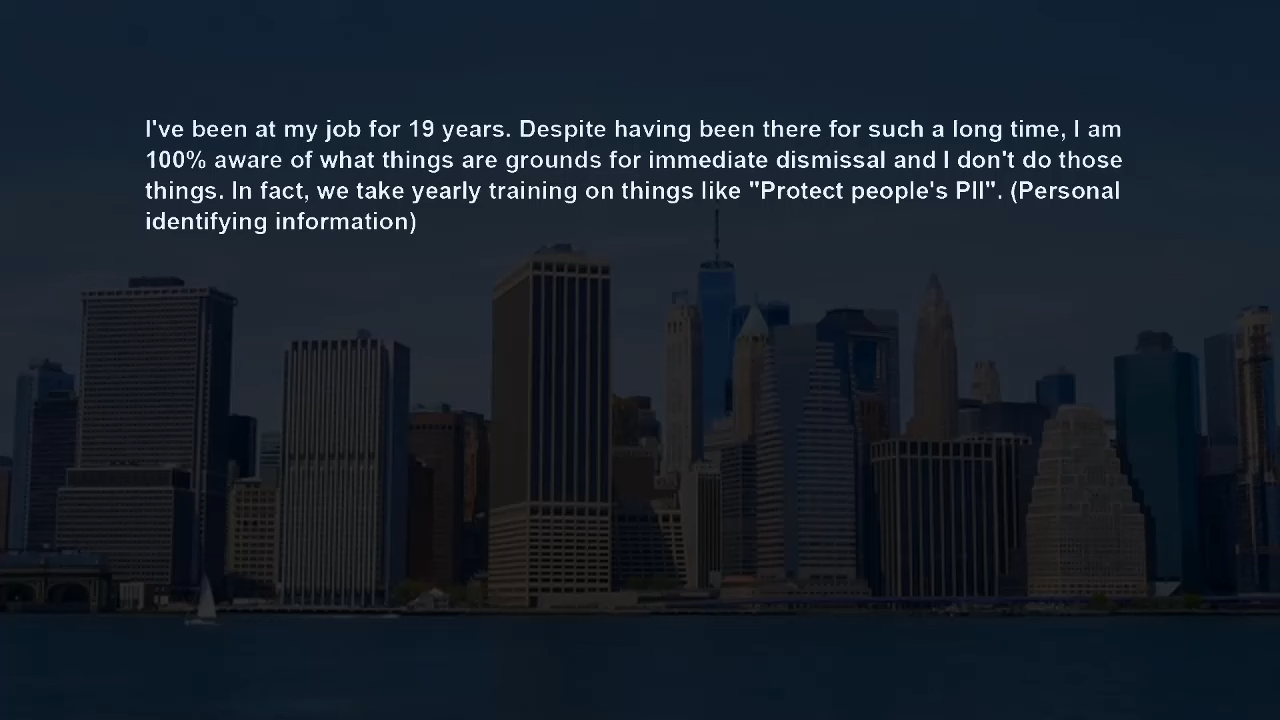 I've been at my job for 19 years. Despite having been there for such a long time, I am
100% aware of what things are grounds for immediate dismissal and I don't do those
things. In fact, we take yearly training on things like "Protect people's PII". (Personal
identifying information)